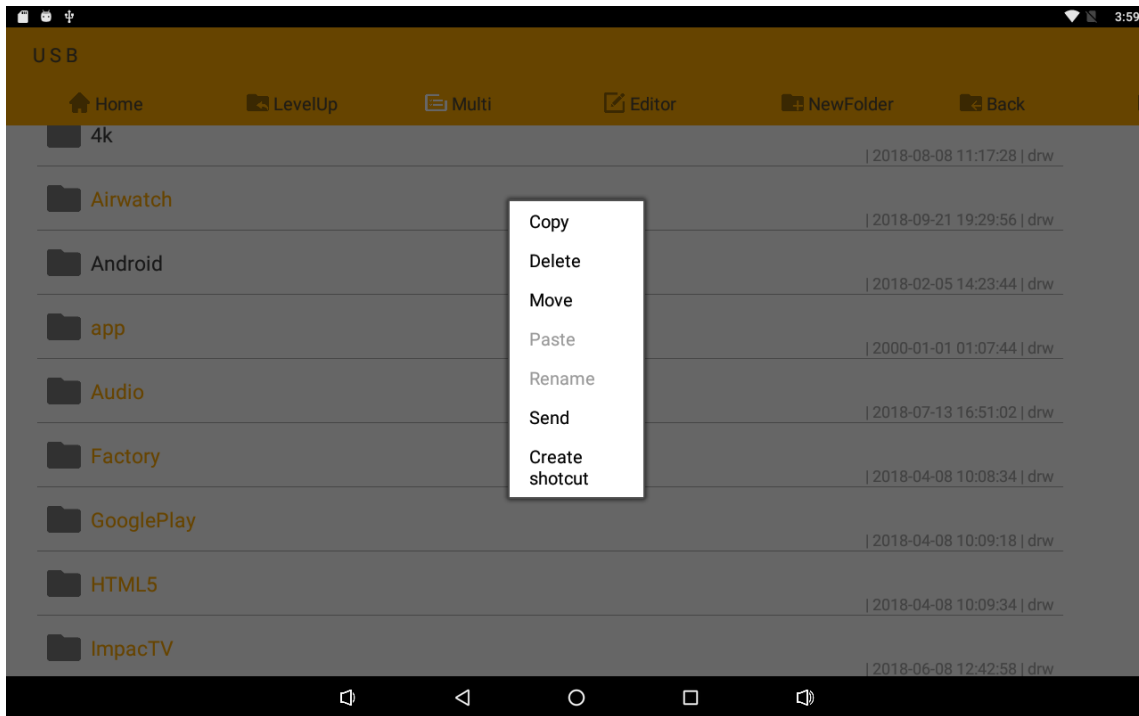 3:59
USB
Home LevelUp Multi Editor NewFolder Back
4k
| 2018-08-08 11:17:28 | drw
Airwatch
| 2018-09-21 19:29:56 | drw
Android
| 2018-02-05 14:23:44 | drw
app
| 2000-01-01 01:07:44 | drw
Audio
| 2018-07-13 16:51:02 | drw
Factory
| 2018-04-08 10:08:34 | drw
GooglePlay
| 2018-04-08 10:09:18 | drw
HTML5
| 2018-04-08 10:09:34 | drw
ImpacTV
| 2018-06-08 12:42:58 | drw
Copy
Delete
Move
Paste
Rename
Send
Create
shotcut